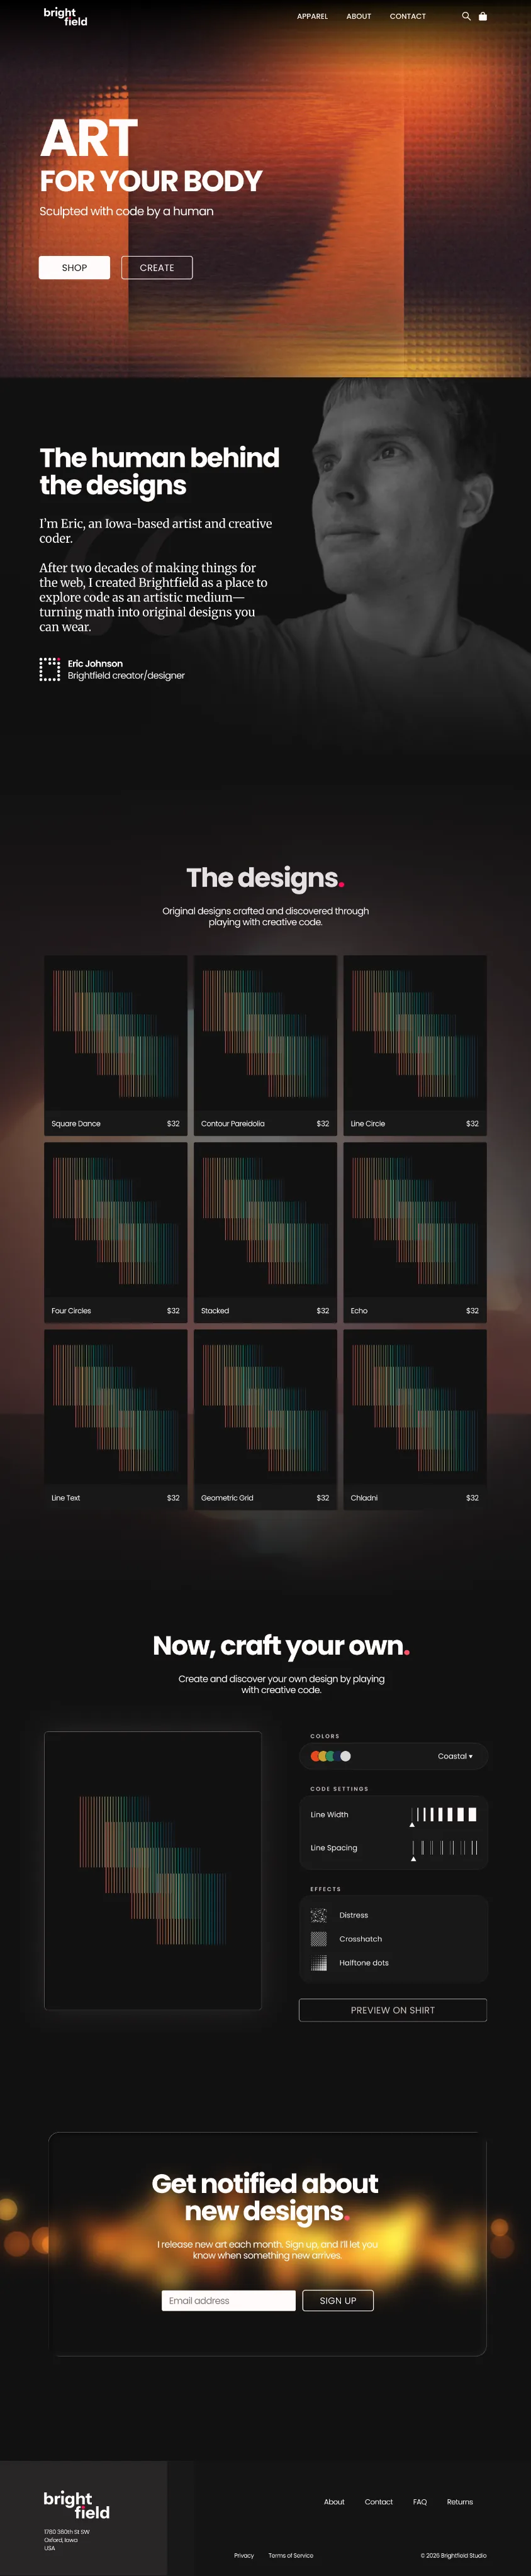 bright
field
APPAREL ABOUT CONTACT
ART
FOR YOUR BODY
Sculpted with code by a human
SHOP CREATE
The human behind
the designs
I'm Eric, an Iowa-based artist and creative
coder.
After two decades of making things for
the web, I created Brightfield as a place to
explore code as an artistic medium—
turning math into original designs you
can wear.
Eric Johnson
Brightfield creator/designer
The designs.
Original designs crafted and discovered through
playing with creative code.
Square Dance $32 Contour Pareidolia $32 Line Circle $32
Four Circles $32 Stacked $32 Echo $32
Line Text $32 Geometric Grid $32 Chladni $32
Now, craft your own.
Create and discover your own design by playing
with creative code.
COLORS
Coastal ▾
CODE SETTINGS
Line Width
Line Spacing
EFFECTS
Distress
Crosshatch
Halftone dots
PREVIEW ON SHIRT
Get notified about
new designs.
I release new art each month. Sign up, and I'll let you
know when something new arrives.
Email address SIGN UP
bright
field
1780 360th St SW
Oxford, Iowa
USA
About Contact FAQ Returns
Privacy Terms of Service © 2026 Brightfield Studio